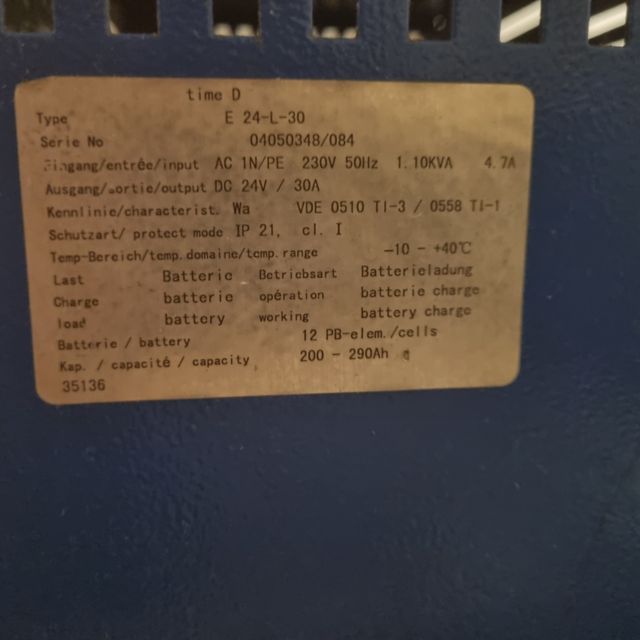 time D
Type E 24-L-30
Serie No 04050348/084
Eingang/entrée/input AC 1N/PE 230V 50Hz 1.10KVA 4.7A
Ausgang/sortie/output DC 24V / 30A
Kennlinie/characterist. Wa VDE 0510 TI-3 / 0558 TI-1
Schutzart/ protect mode IP 21, cl. I
Temp-Bereich/temp.domaine/temp.range -10 - +40℃
Last Batterie Betriebsart Batterieladung
Charge batterie opération batterie charge
load battery working battery charge
Batterie / battery 12 PB-elem./cells
Kap. / capacité / capacity 200 - 290Ah
35136